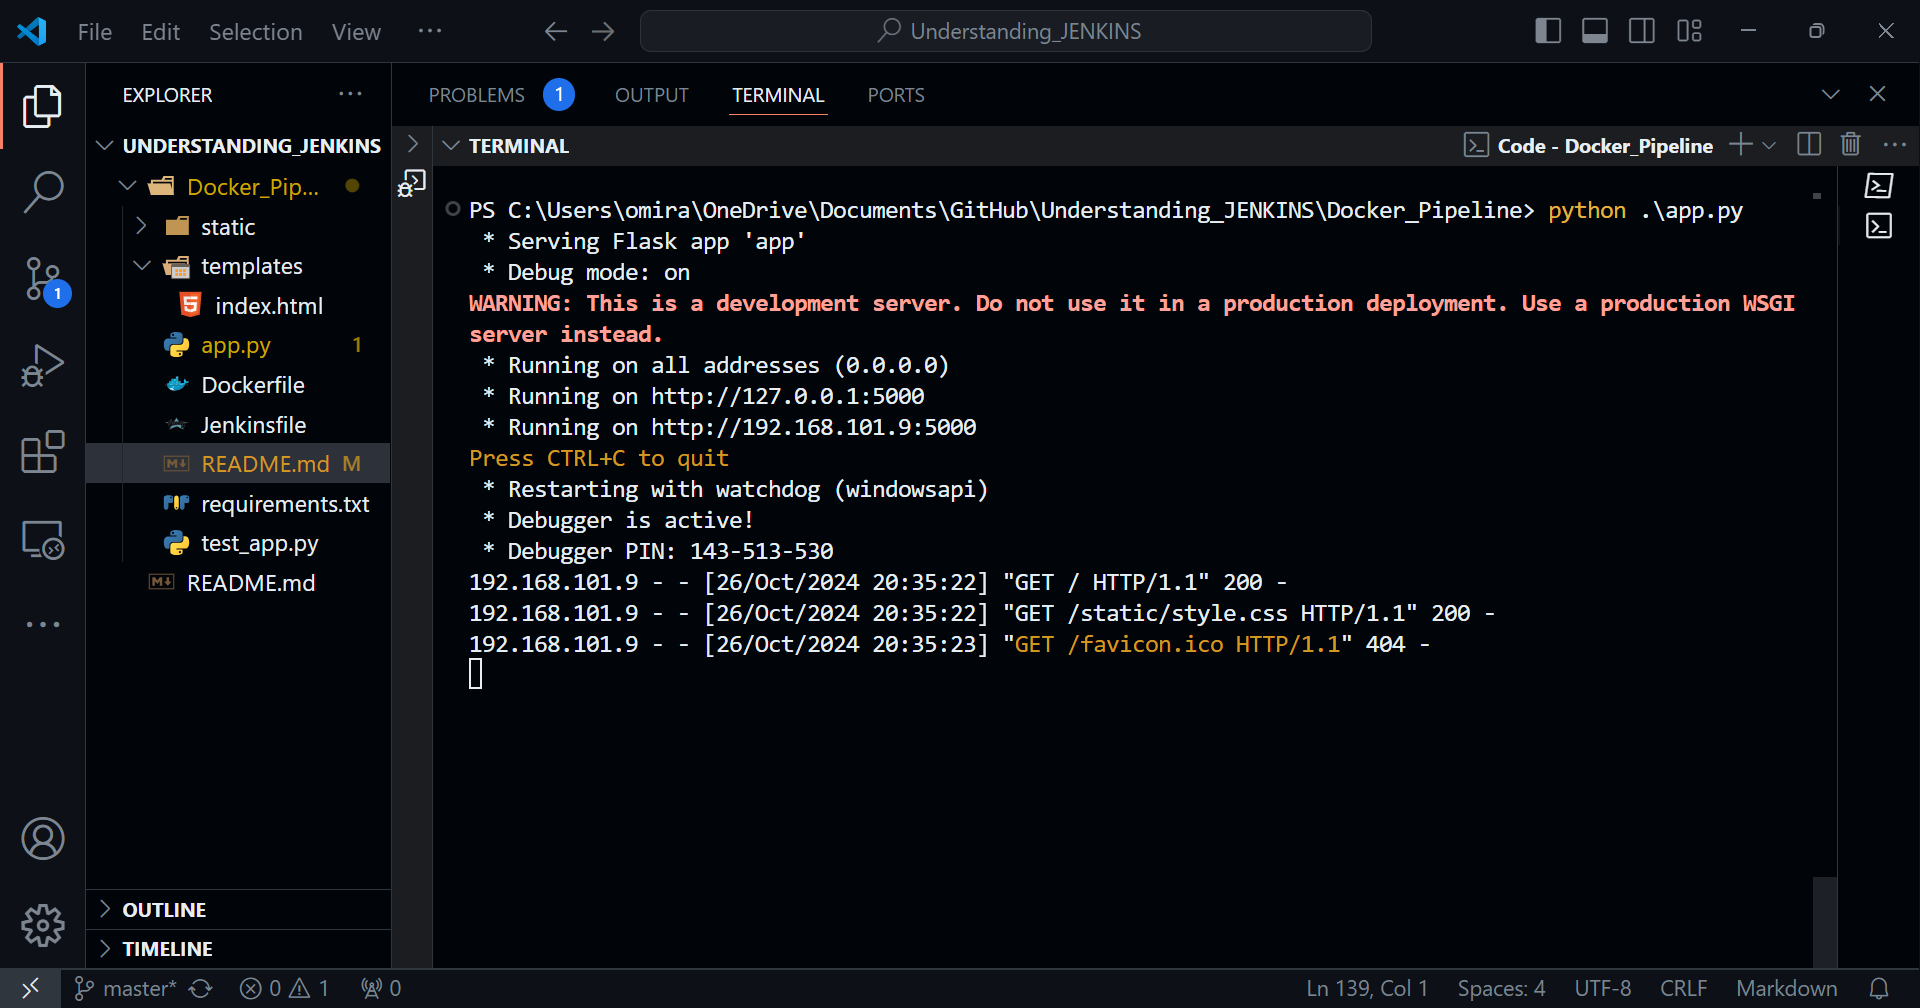 File Edit Selection View ··· Understanding_JENKINS
EXPLORER ···
UNDERSTANDING_JENKINS
Docker_Pip...
static
templates
index.html
app.py 1
Dockerfile
Jenkinsfile
README.md M
requirements.txt
test_app.py
README.md
OUTLINE
TIMELINE
1
PROBLEMS 1 OUTPUT TERMINAL PORTS
TERMINAL Code - Docker_Pipeline
PS C:\Users\omira\OneDrive\Documents\GitHub\Understanding_JENKINS\Docker_Pipeline> python .\app.py
* Serving Flask app 'app'
* Debug mode: on
WARNING: This is a development server. Do not use it in a production deployment. Use a production WSGI
server instead.
* Running on all addresses (0.0.0.0)
* Running on http://127.0.0.1:5000
* Running on http://192.168.101.9:5000
Press CTRL+C to quit
* Restarting with watchdog (windowsapi)
* Debugger is active!
* Debugger PIN: 143-513-530
192.168.101.9 - - [26/Oct/2024 20:35:22] "GET / HTTP/1.1" 200 -
192.168.101.9 - - [26/Oct/2024 20:35:22] "GET /static/style.css HTTP/1.1" 200 -
192.168.101.9 - - [26/Oct/2024 20:35:23] "GET /favicon.ico HTTP/1.1" 404 -
master* 0 1 0 Ln 139, Col 1 Spaces: 4 UTF-8 CRLF Markdown